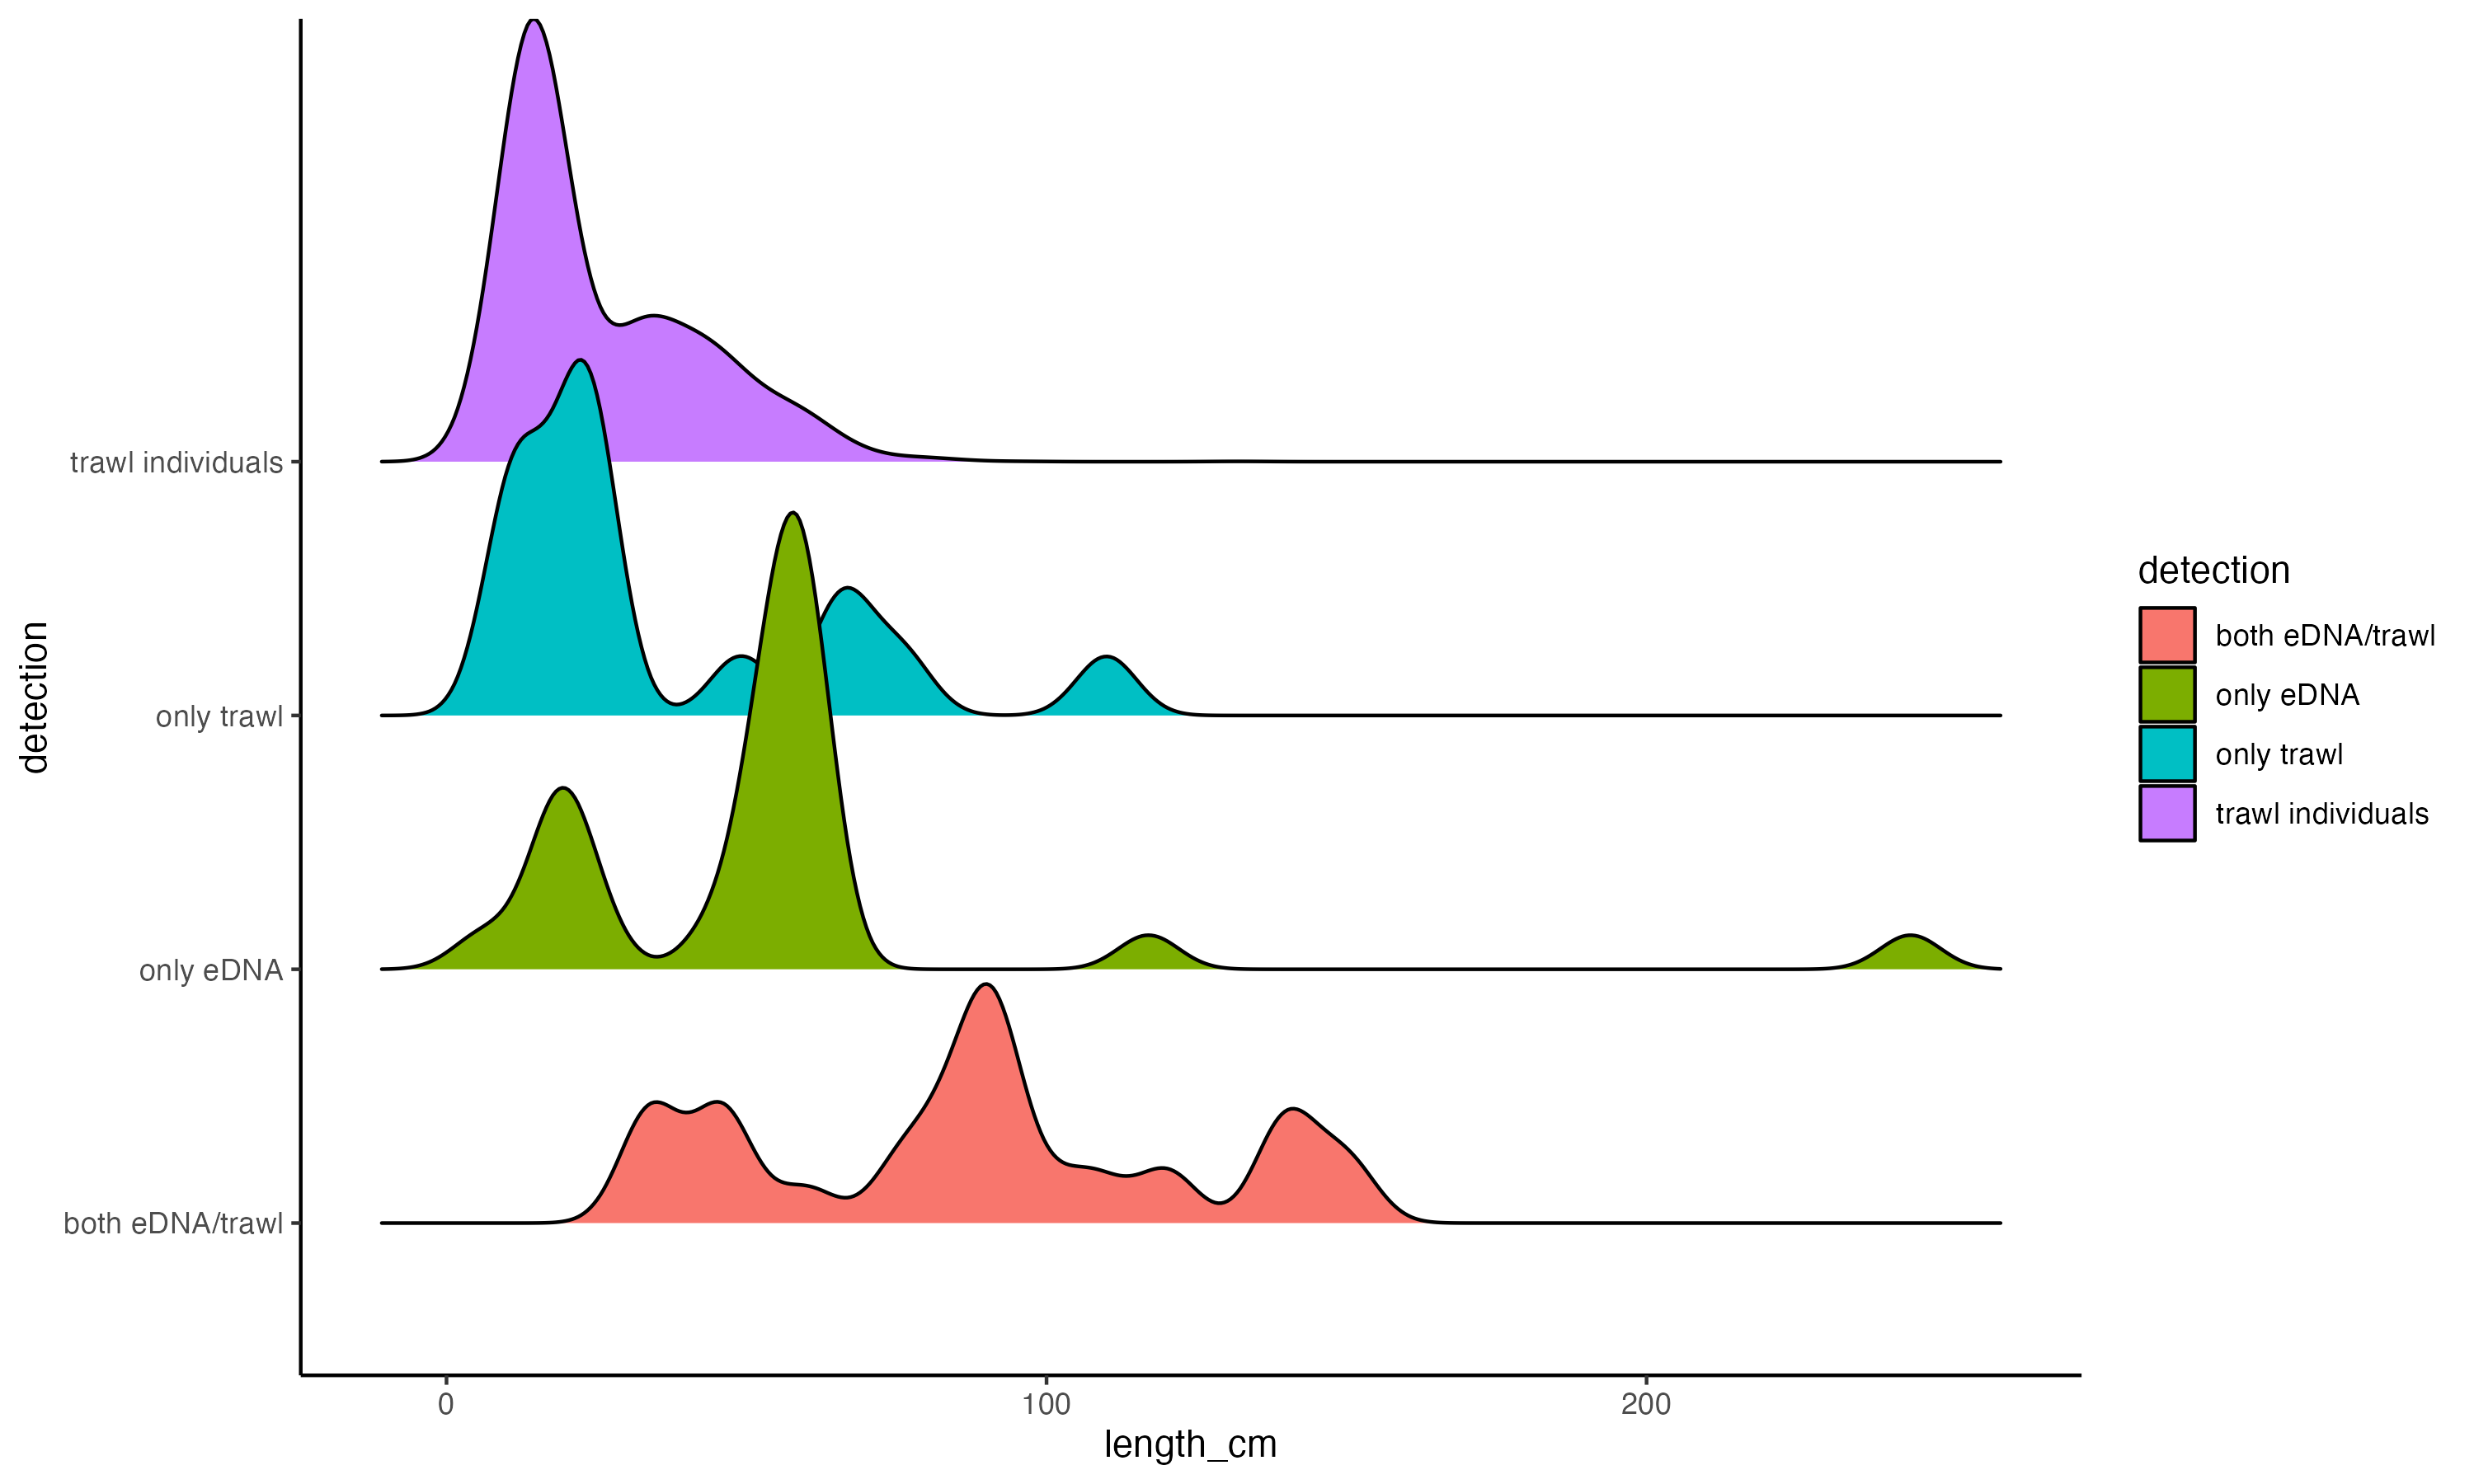 detection
trawl individuals
only trawl
only eDNA
both eDNA/trawl
0
100
200
length_cm
detection
both eDNA/trawl
only eDNA
only trawl
trawl individuals